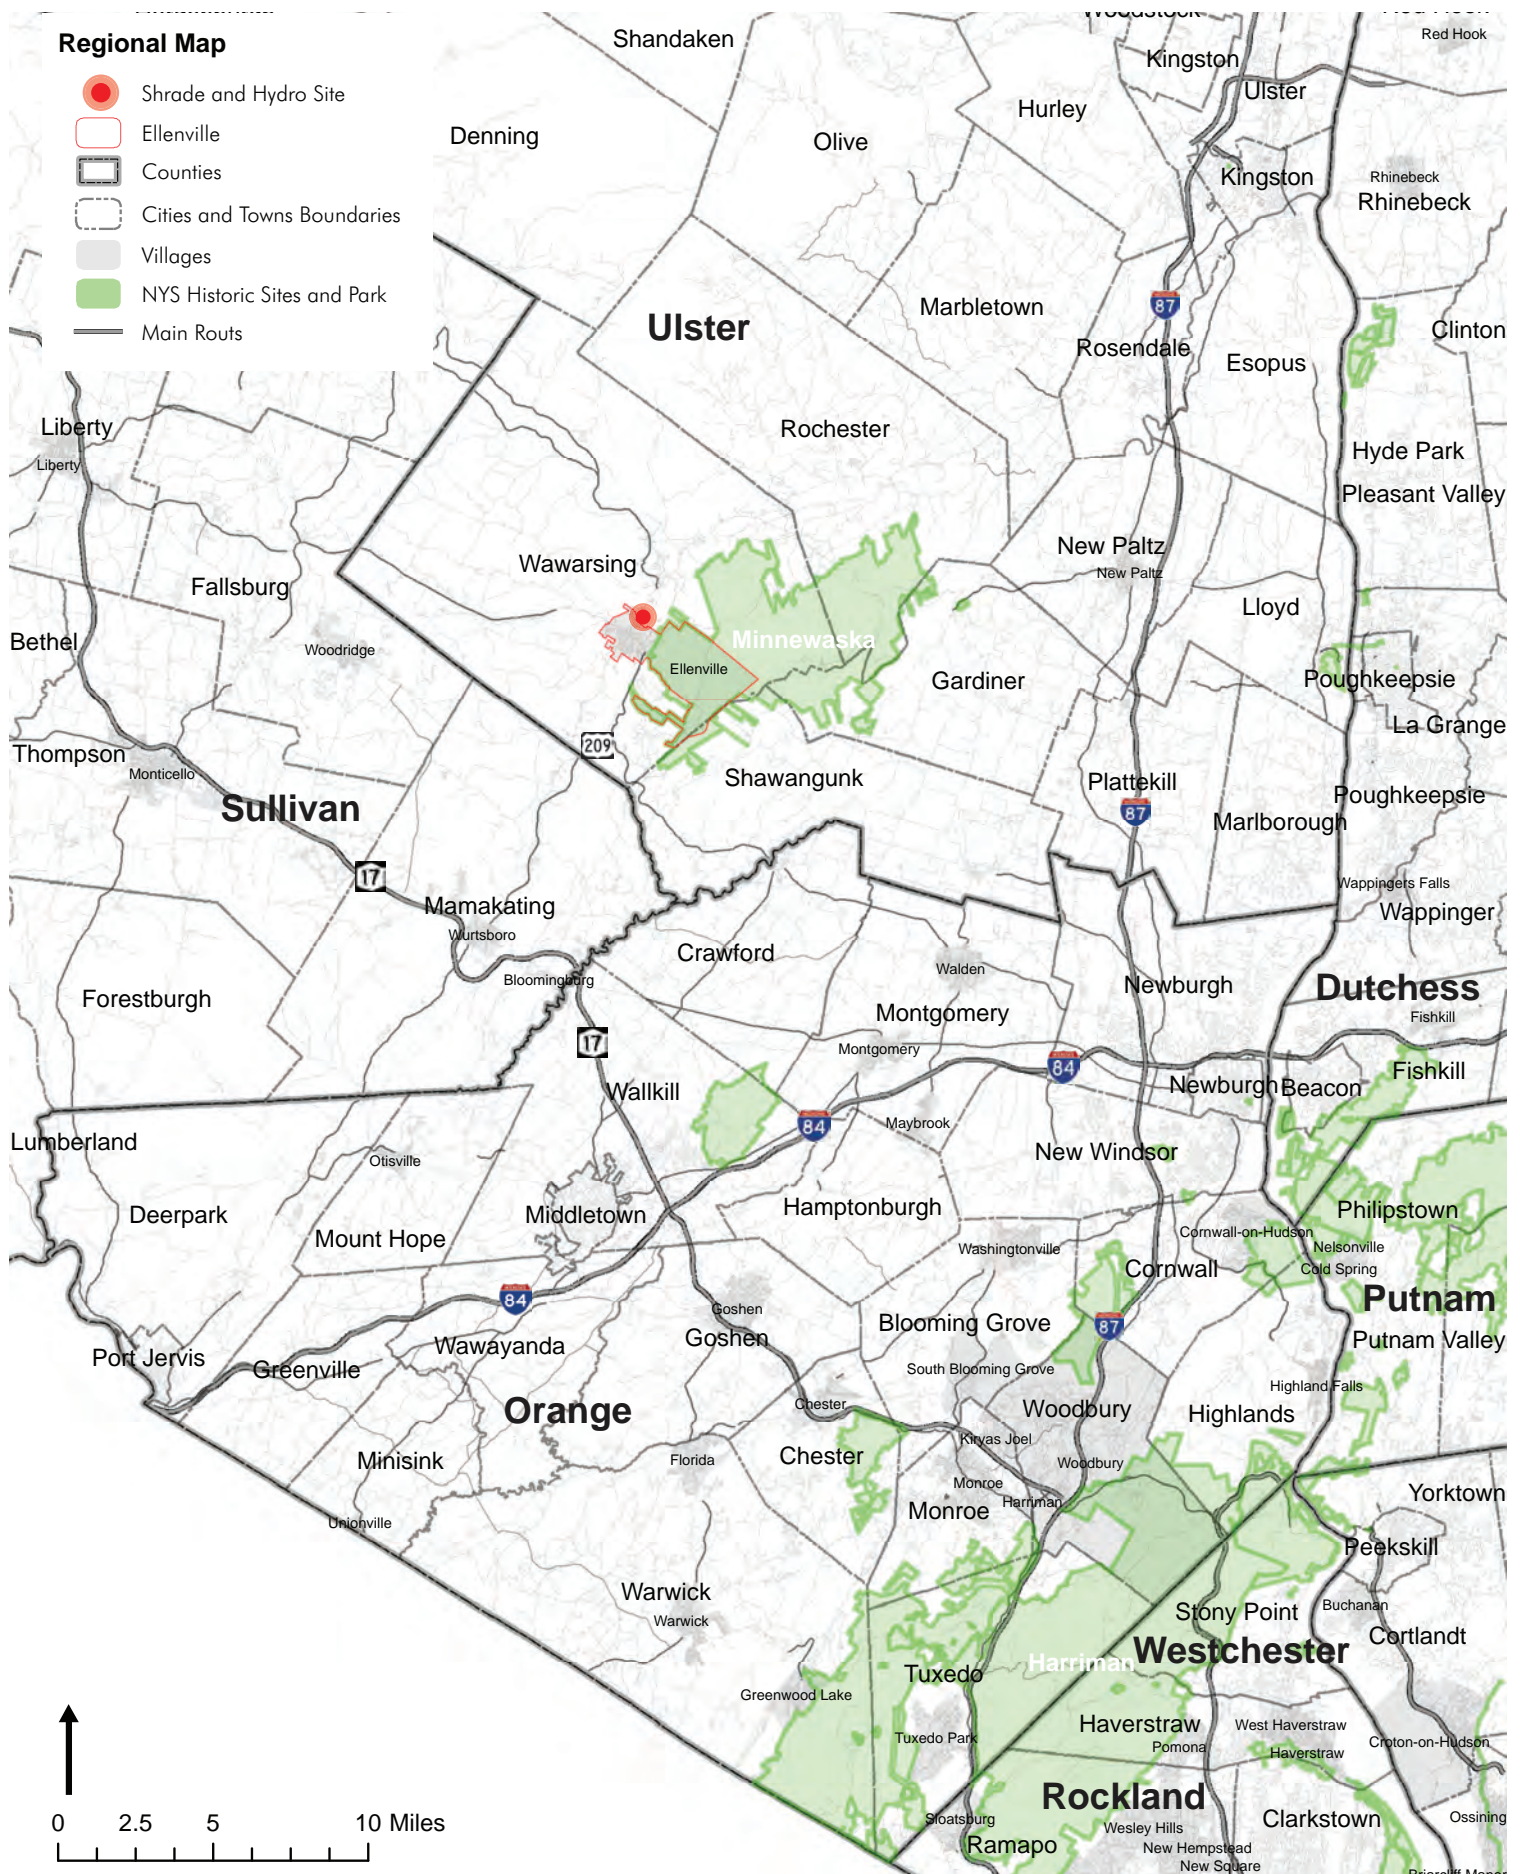 Regional Map
Shrade and Hydro Site
Ellenville
Counties
Cities and Towns Boundaries
Villages
NYS Historic Sites and Park
Main Routs
Shandaken
Woodstock
Kingston
Red Hook
Red Hook
Ulster
Hurley
Denning
Olive
Kingston
Rhinebeck
Rhinebeck
Marbletown
87
Ulster
Clinton
Rosendale
Esopus
Liberty
Liberty
Rochester
Hyde Park
Pleasant Valley
New Paltz
New Paltz
Wawarsing
Fallsburg
Lloyd
Bethel
Woodridge
Minnewaska
Ellenville
Gardiner
Poughkeepsie
La Grange
209
Thompson
Monticello
Shawangunk
Plattekill
Poughkeepsie
Sullivan
87
Marlborough
17
Wappingers Falls
Mamakating
Wurtsboro
Wappinger
Crawford
Walden
Bloomingburg
Newburgh
Dutchess
Forestburgh
Montgomery
Fishkill
17
Montgomery
84
Fishkill
Newburgh
Beacon
Wallkill
84
Maybrook
Lumberland
Otisville
New Windsor
Deerpark
Middletown
Hamptonburgh
Philipstown
Mount Hope
Washingtonville
Cornwall-on-Hudson
Nelsonville
Cold Spring
Cornwall
84
Goshen
Goshen
Blooming Grove
87
Putnam
Putnam Valley
Wawayanda
Port Jervis
Greenville
South Blooming Grove
Highland Falls
Orange
Chester
Woodbury
Highlands
Chester
Kiryas Joel
Minisink
Florida
Woodbury
Monroe
Harriman
Monroe
Yorktown
Unionville
Peekskill
Warwick
Warwick
Stony Point
Buchanan
Westchester
Cortlandt
Harriman
Tuxedo
Greenwood Lake
Haverstraw
West Haverstraw
Tuxedo Park
Pomona
Haverstraw
Croton-on-Hudson
Rockland
Sloatsburg
Clarkstown
Ossining
Wesley Hills
Ramapo
New Hempstead
New Square
Briarcliff Manor
0 2.5 5 10 Miles